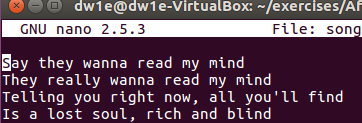 dw1e@dw1e-VirtualBox: ~/exercises/Af
GNU nano 2.5.3 File: song
Say they wanna read my mind
They really wanna read my mind
Telling you right now, all you'll find
Is a lost soul, rich and blind